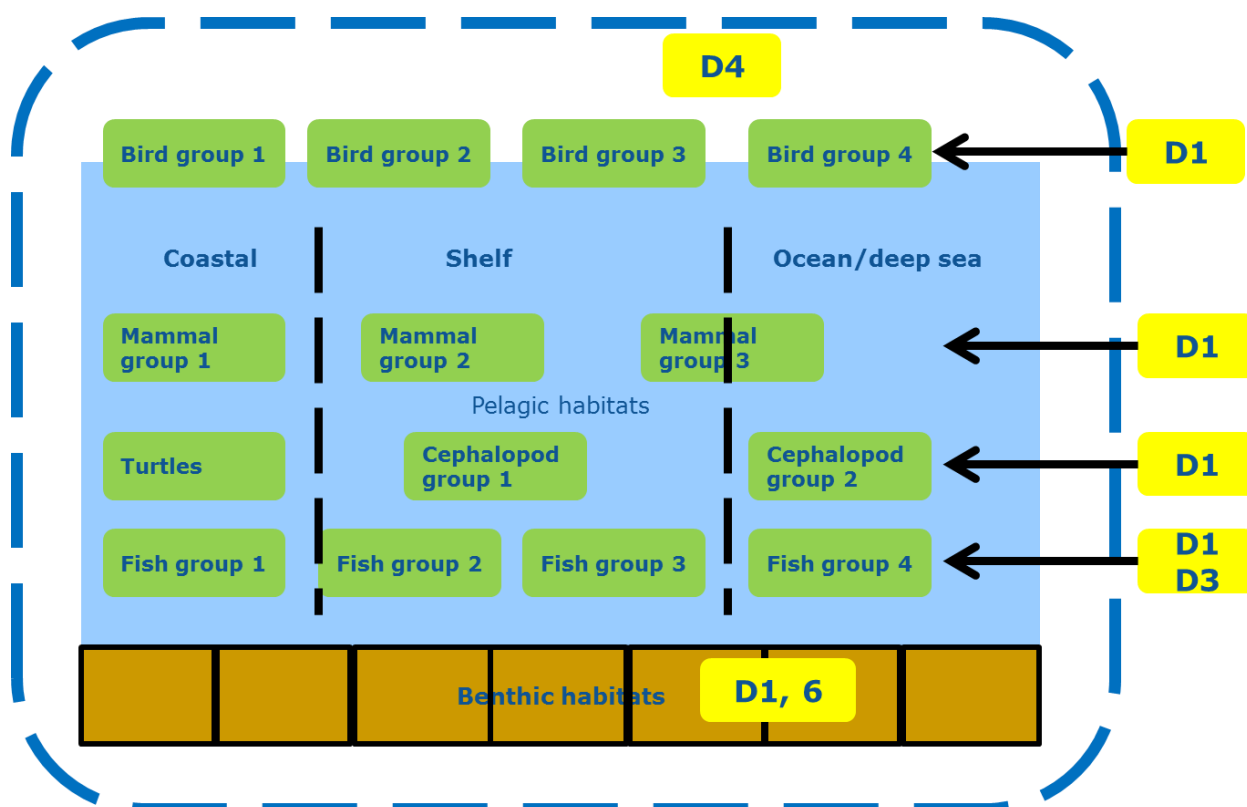 D4
Bird group 1
Bird group 2
Bird group 3
Bird group 4
D1
Coastal
Shelf
Ocean/deep sea
Mammal
group 1
Mammal
group 2
Mammal
group 3
D1
Pelagic habitats
Turtles
Cephalopod
group 1
Cephalopod
group 2
D1
Fish group 1
Fish group 2
Fish group 3
Fish group 4
D1
D3
Benthic habitats
D1, 6